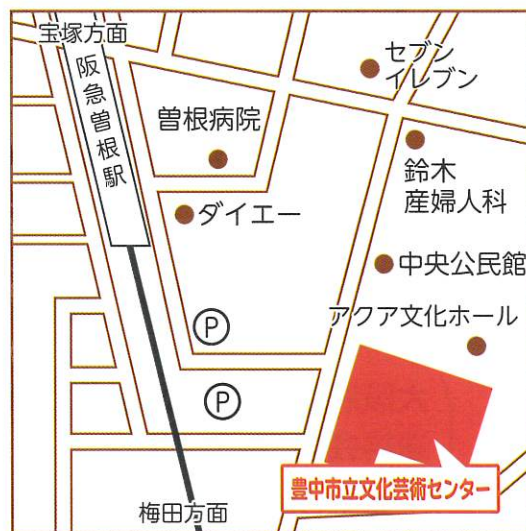 宝塚方面
阪急曽根駅
セブン
イレブン
曽根病院
鈴木
産婦人科
ダイエー
中央公民館
アクア文化ホール
P
P
豊中市立文化芸術センター
梅田方面